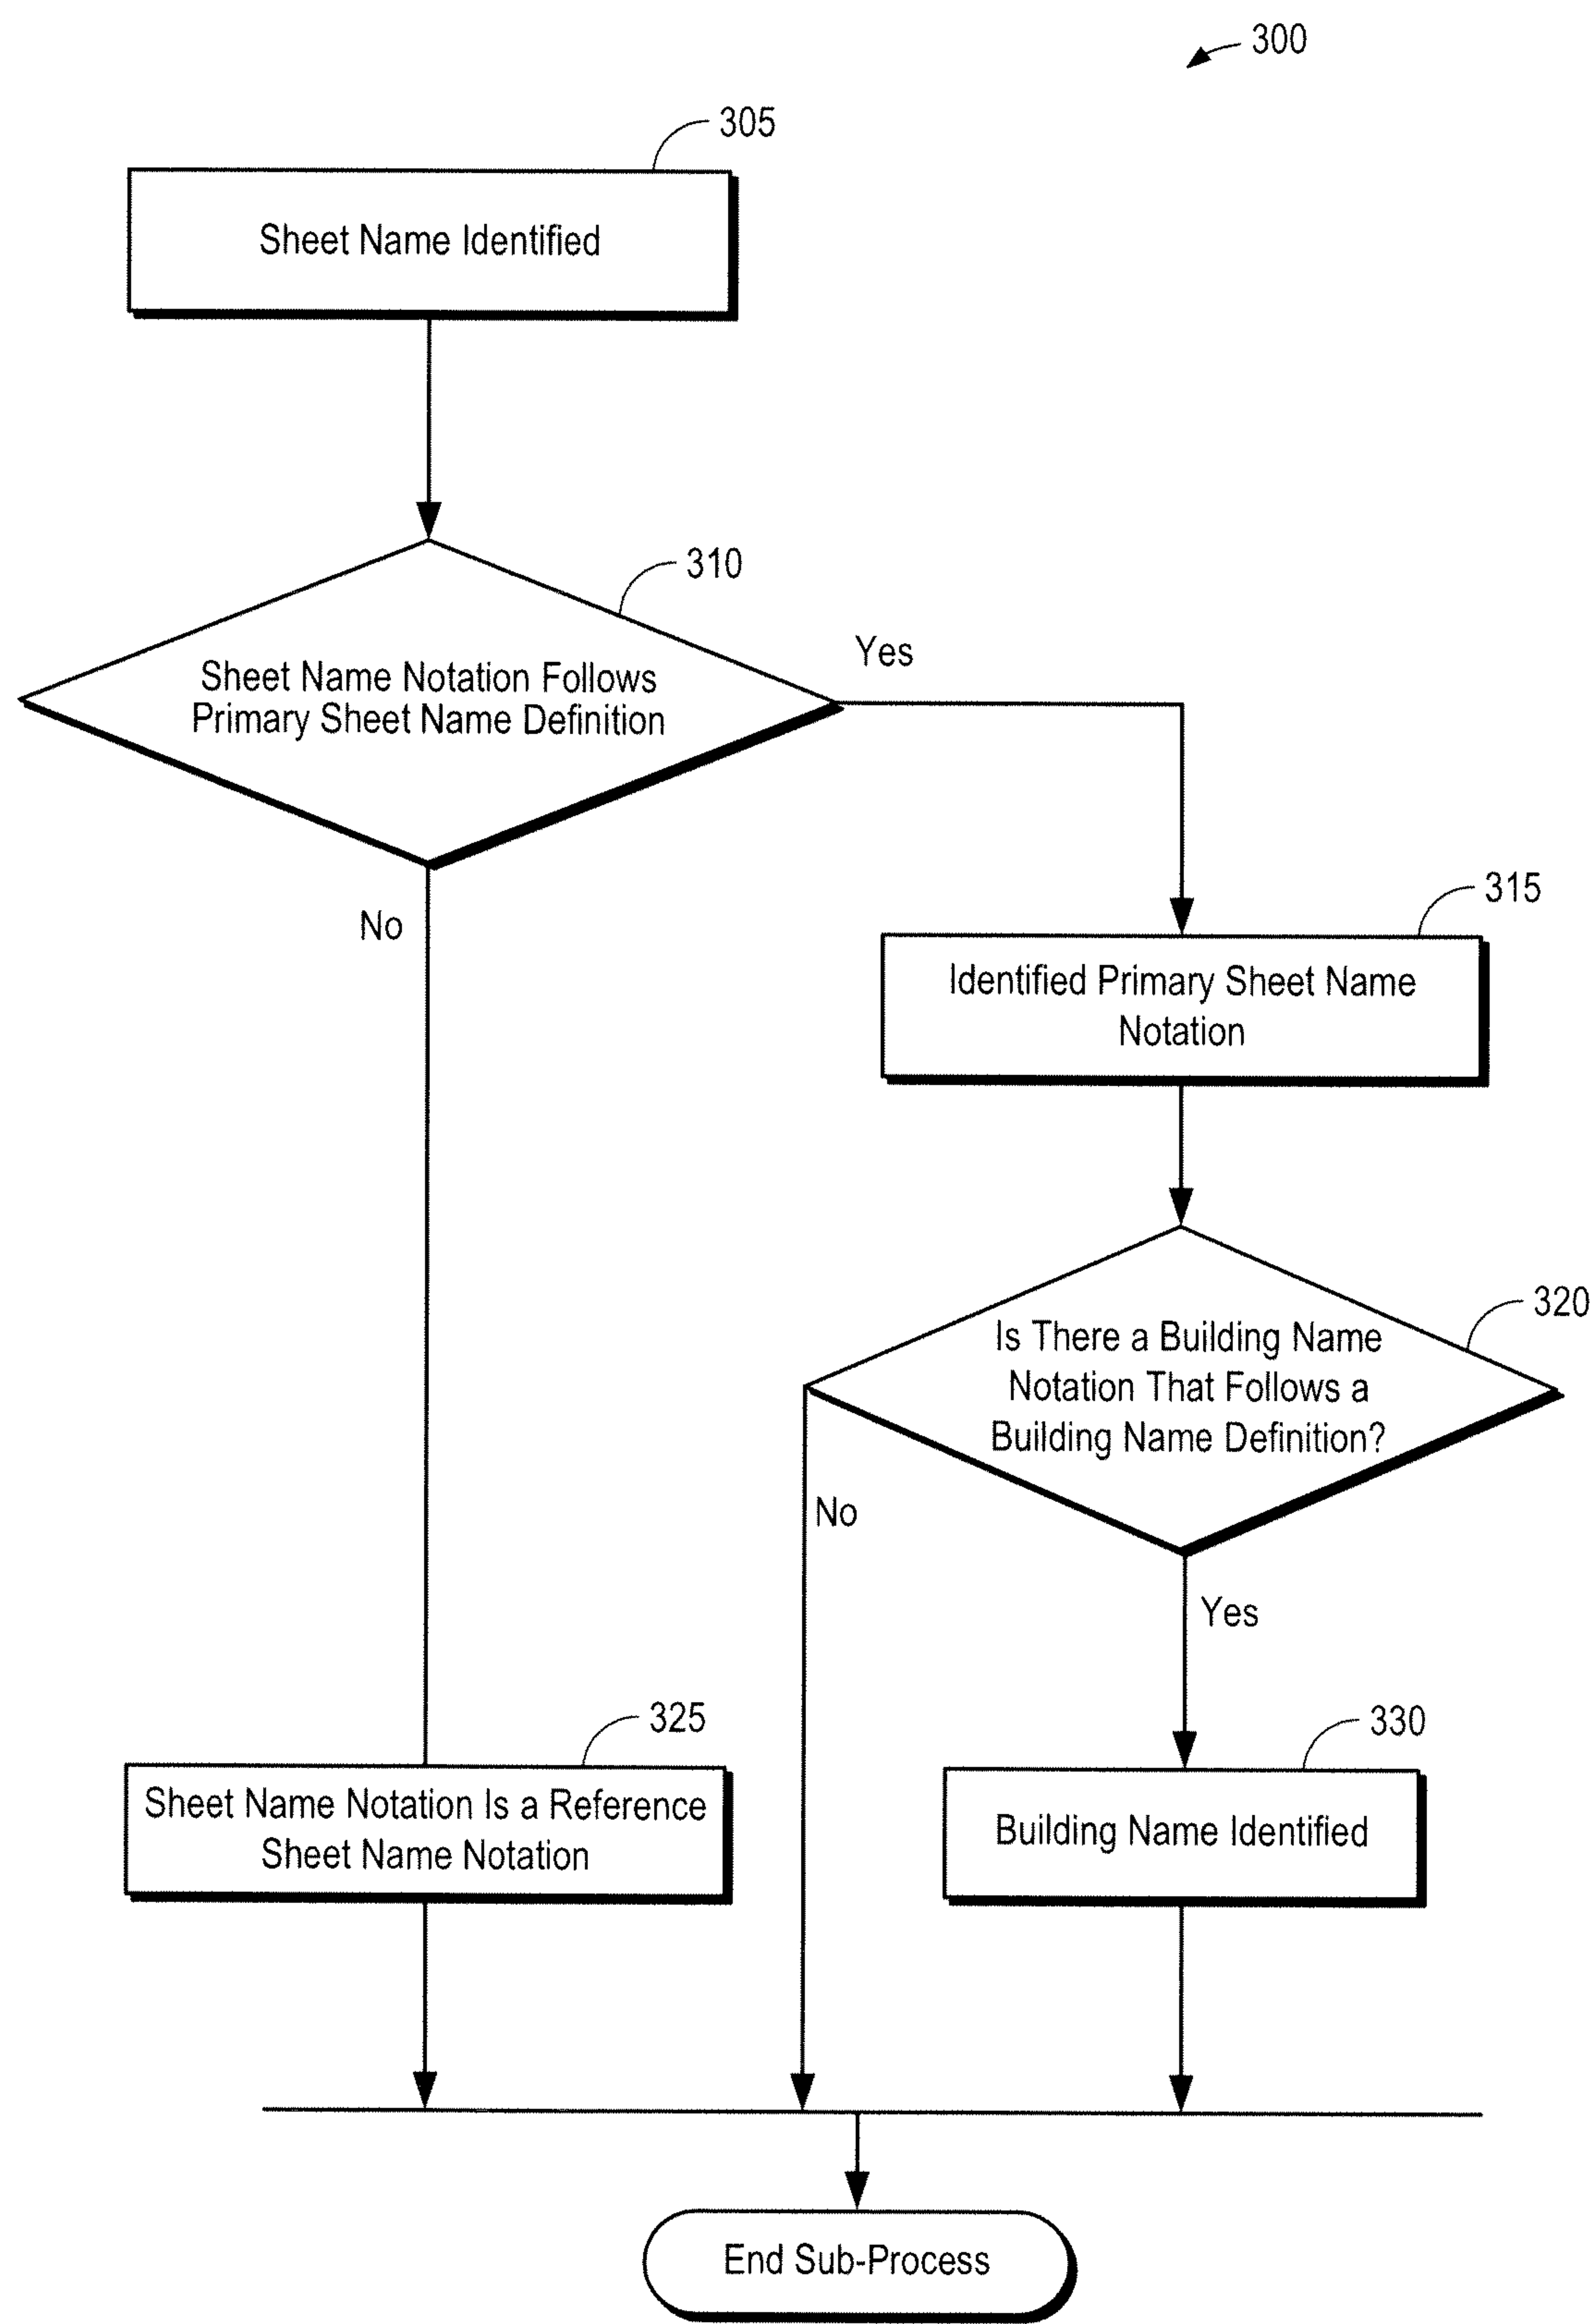 300
305
Sheet Name Identified
310
Sheet Name Notation Follows
Primary Sheet Name Definition
Yes
No
315
Identified Primary Sheet Name
Notation
320
Is There a Building Name
Notation That Follows a
Building Name Definition?
No
Yes
325
Sheet Name Notation Is a Reference
Sheet Name Notation
330
Building Name Identified
End Sub-Process